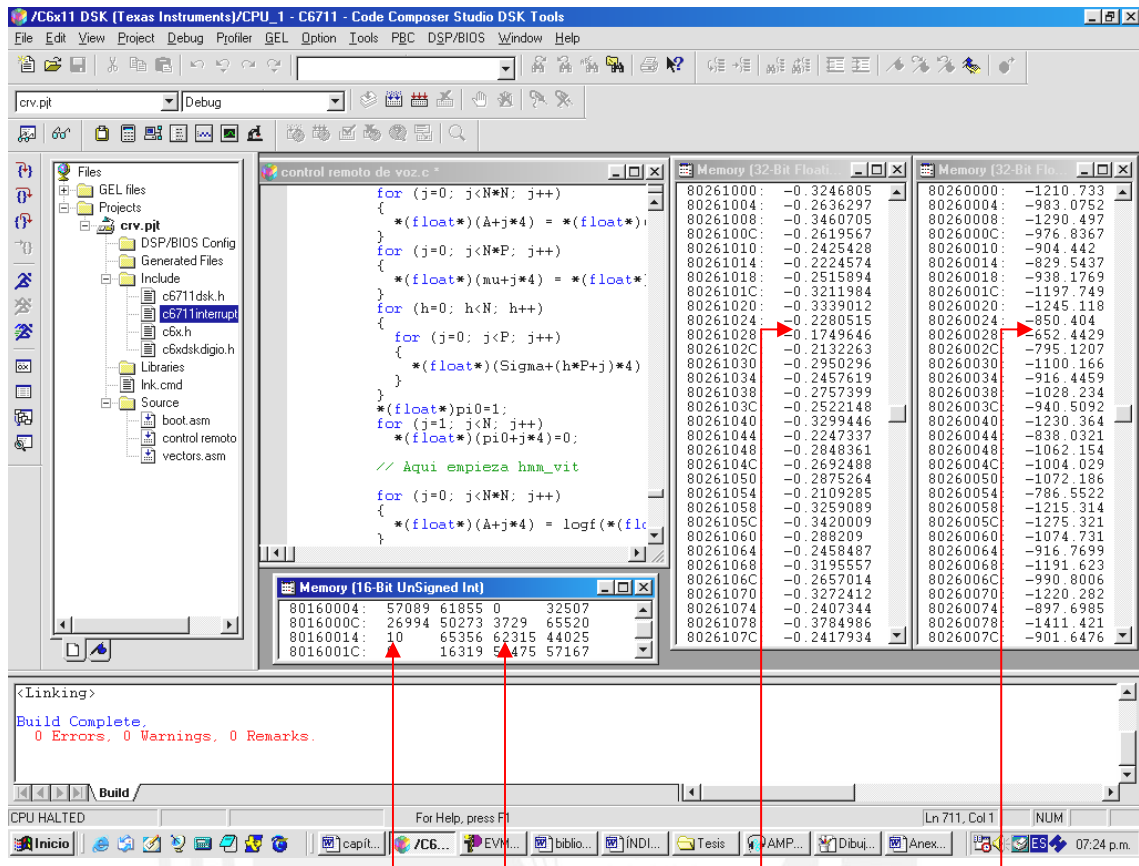 /C6x11 DSK (Texas Instruments)/CPU_1 - C6711 - Code Composer Studio DSK Tools
File Edit View Project Debug Profiler GEL Option Tools PBC DSP/BIOS Window Help
crv.pjt Debug
Files
GEL files
Projects
crv.pjt
DSP/BIOS Config
Generated Files
Include
c6711dsk.h
c6711interrupt
c6x.h
c6xdskdigio.h
Libraries
lnk.cmd
Source
boot.asm
control remoto
vectors.asm
control remoto de voz.c *
for (j=0; j<N*N; j++)
{
*(float*)(A+j*4) = *(float*)
}
for (j=0; j<N*P; j++)
{
*(float*)(mu+j*4) = *(float*)
}
for (h=0; h<N; h++)
{
for (j=0; j<P; j++)
{
*(float*)(Sigma+(h*P+j)*4)
}
}
*(float*)pi0=1;
for (j=1; j<N; j++)
*(float*)(pi0+j*4)=0;
// Aqui empieza hmm_vit
for (j=0; j<N*N; j++)
{
*(float*)(A+j*4) = logf(*(flo
}
Memory (16-Bit UnSigned Int)
80160004: 57089 61855 0 32507
8016000C: 26994 50273 3729 65520
80160014: 10 65356 62315 44025
8016001C: 16319 57167
Memory (32-Bit Floati...
80261000: -0.3246805
80261004: -0.2636297
80261008: -0.3460705
8026100C: -0.2619567
80261010: -0.2425428
80261014: -0.2224574
80261018: -0.2515894
8026101C: -0.3211984
80261020: -0.3339012
80261024: -0.2280515
80261028: -0.1749646
8026102C: -0.2132263
80261030: -0.2950296
80261034: -0.2457619
80261038: -0.2757399
8026103C: -0.2522148
80261040: -0.3299446
80261044: -0.2247337
80261048: -0.2848361
8026104C: -0.2692488
80261050: -0.2875264
80261054: -0.2109285
80261058: -0.3259089
8026105C: -0.3420009
80261060: -0.288209
80261064: -0.2458487
80261068: -0.3195557
8026106C: -0.2657014
80261070: -0.3272412
80261074: -0.2407344
80261078: -0.3784986
8026107C: -0.2417934
Memory (32-Bit Flo...
80260000: -1210.733
80260004: -983.0752
80260008: -1290.497
8026000C: -976.8367
80260010: -904.442
80260014: -829.5437
80260018: -938.1769
8026001C: -1197.749
80260020: -1245.118
80260024: -850.404
80260028: -652.4429
8026002C: -795.1207
80260030: -1100.166
80260034: -916.4459
80260038: -1028.234
8026003C: -940.5092
80260040: -1230.364
80260044: -838.0321
80260048: -1062.154
8026004C: -1004.029
80260050: -1072.186
80260054: -786.5522
80260058: -1215.314
8026005C: -1275.321
80260060: -1074.731
80260064: -916.7699
80260068: -1191.623
8026006C: -990.8006
80260070: -1220.282
80260074: -897.6985
80260078: -1411.421
8026007C: -901.6476
<Linking>
Build Complete,
0 Errors, 0 Warnings, 0 Remarks.
Build
CPU HALTED For Help, press F1 Ln 711, Col 1 NUM
Inicio capít... /C6... EVM... biblio... ÍNDI... Tesis AMP... Dibuj... Anex... ES 07:24 p.m.